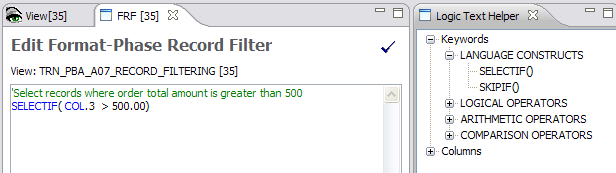 View[35]
FRF [35]
Edit Format-Phase Record Filter
View: TRN_PBA_A07_RECORD_FILTERING [35]
'Select records where order total amount is greater than 500
SELECTIF( COL.3 > 500.00)
Logic Text Helper
Keywords
LANGUAGE CONSTRUCTS
SELECTIF()
SKIPIF()
LOGICAL OPERATORS
ARITHMETIC OPERATORS
COMPARISON OPERATORS
Columns